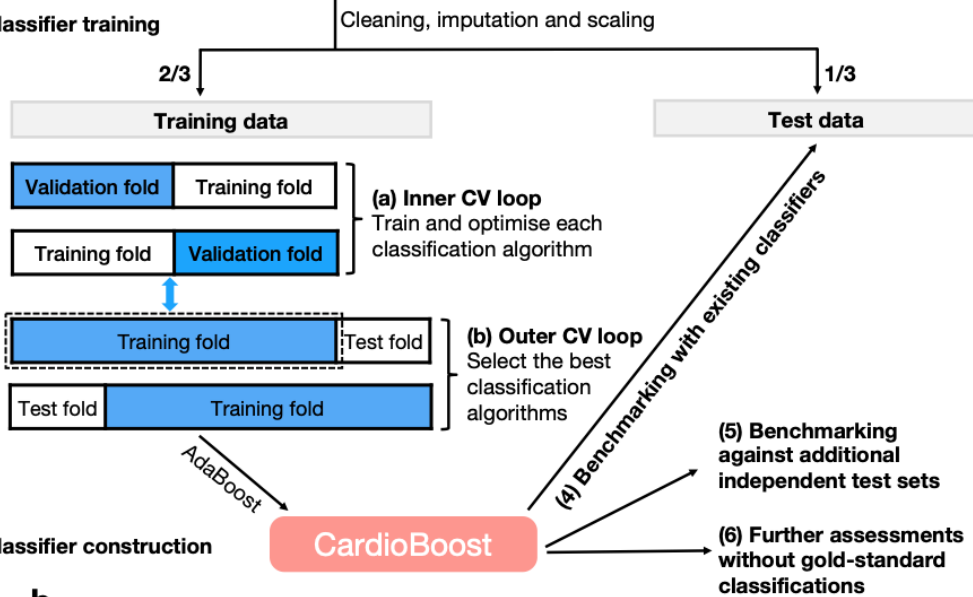 lassifier training
Cleaning, imputation and scaling
2/3
1/3
Training data
Test data
Validation fold
Training fold
(a) Inner CV loop
Train and optimise each
classification algorithm
Training fold
Validation fold
Training fold
Test fold
(b) Outer CV loop
Select the best
classification
algorithms
Test fold
Training fold
AdaBoost
(4) Benchmarking with existing classifiers
(5) Benchmarking
against additional
independent test sets
lassifier construction
CardioBoost
(6) Further assessments
without gold-standard
classifications